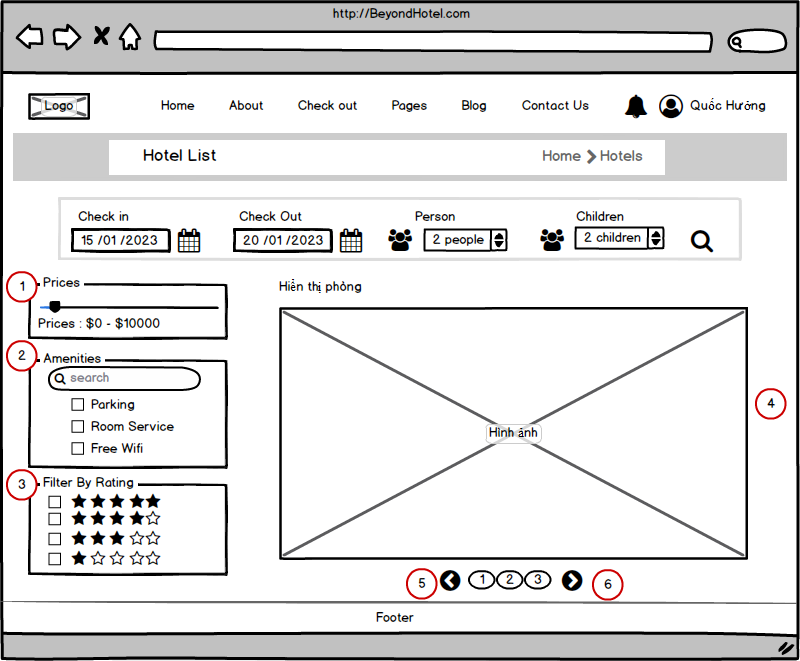 http://BeyondHotel.com
Logo Home About Check out Pages Blog Contact Us Quốc Hưởng
Hotel List Home Hotels
Check in Check Out Person Children
15 /01 /2023 20 /01/2023 2 people 2 children
1 Prices
Prices : $0 - $10000
2 Amenities
search
Parking
Room Service
Free Wifi
3 Filter By Rating
Hiển thị phòng
Hình ảnh
4
5 1 2 3 6
Footer